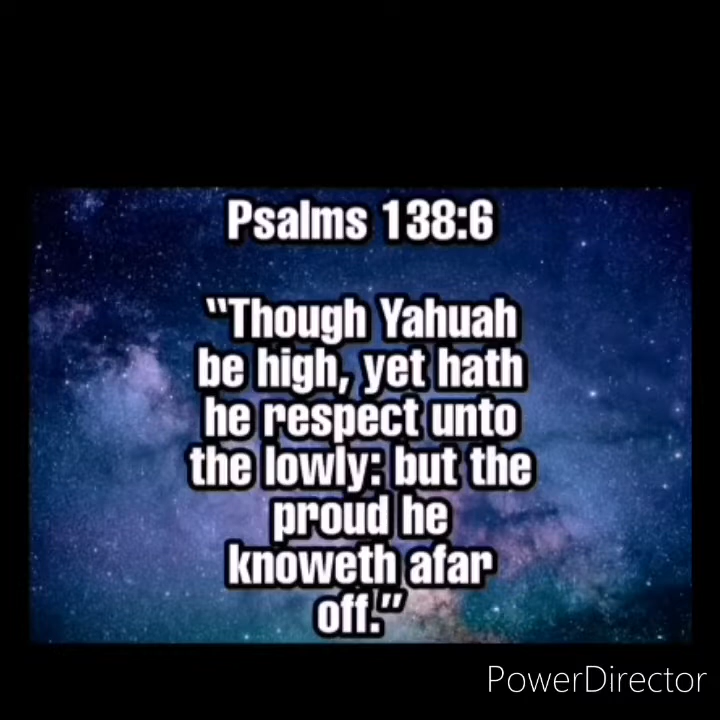 Psalms 138:6
"Though Yahuah
be high, yet hath
he respect unto
the lowly: but the
proud he
knoweth afar
off."
PowerDirector